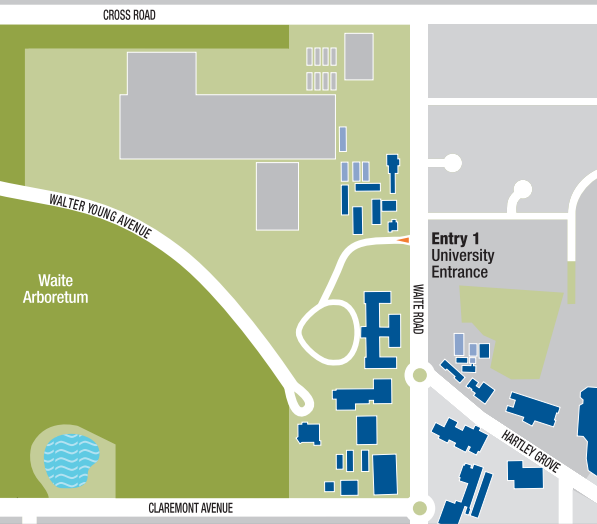 CROSS ROAD
WALTER YOUNG AVENUE
Entry 1
University
Entrance
Waite
Arboretum
WAITE ROAD
HARTLEY GROVE
CLAREMONT AVENUE